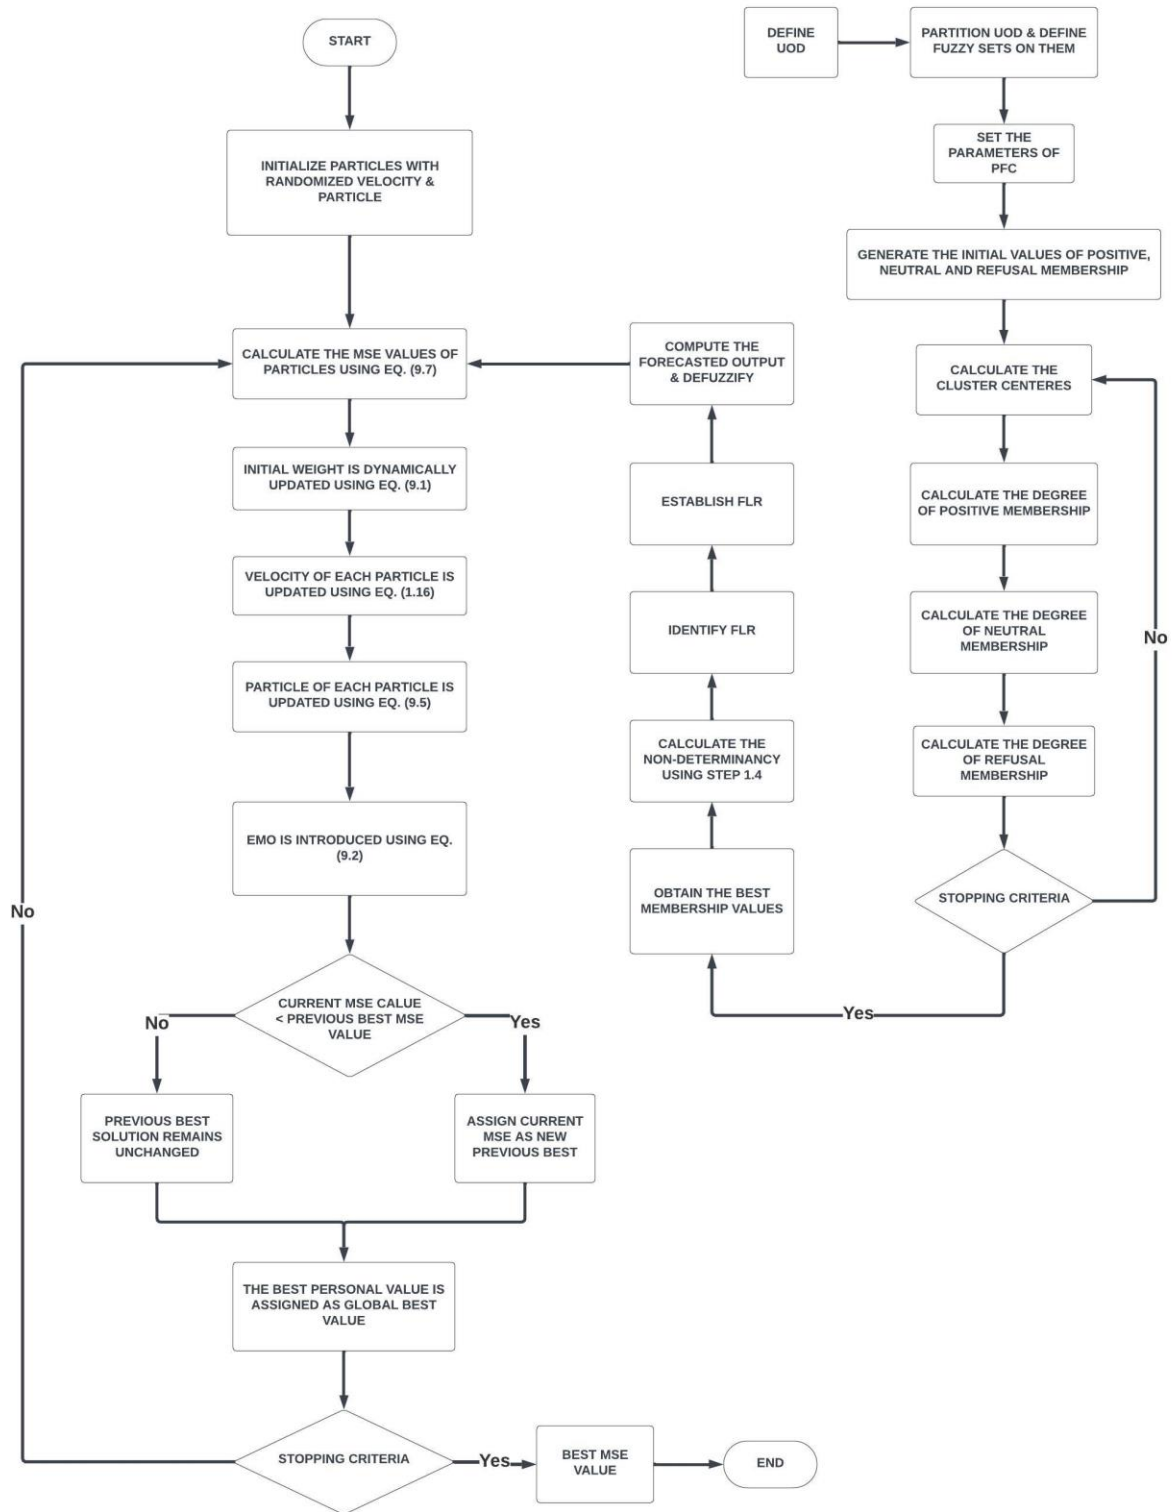 START
INITIALIZE PARTICLES WITH
RANDOMIZED VELOCITY &
PARTICLE
CALCULATE THE MSE VALUES OF
PARTICLES USING EQ. (9.7)
INITIAL WEIGHT IS DYNAMICALLY
UPDATED USING EQ. (9.1)
VELOCITY OF EACH PARTICLE IS
UPDATED USING EQ. (1.16)
PARTICLE OF EACH PARTICLE IS
UPDATED USING EQ. (9.5)
EMO IS INTRODUCED USING EQ.
(9.2)
CURRENT MSE CALUE
< PREVIOUS BEST MSE
VALUE
No
Yes
PREVIOUS BEST
SOLUTION REMAINS
UNCHANGED
ASSIGN CURRENT
MSE AS NEW
PREVIOUS BEST
THE BEST PERSONAL VALUE IS
ASSIGNED AS GLOBAL BEST
VALUE
STOPPING CRITERIA
No
Yes
BEST MSE
VALUE
END
DEFINE
UOD
PARTITION UOD & DEFINE
FUZZY SETS ON THEM
SET THE
PARAMETERS OF
PFC
GENERATE THE INITIAL VALUES OF POSITIVE,
NEUTRAL AND REFUSAL MEMBERSHIP
CALCULATE THE
CLUSTER CENTERES
CALCULATE THE DEGREE
OF POSITIVE MEMBERSHIP
CALCULATE THE DEGREE
OF NEUTRAL
MEMBERSHIP
CALCULATE THE DEGREE
OF REFUSAL
MEMBERSHIP
STOPPING CRITERIA
No
Yes
OBTAIN THE BEST
MEMBERSHIP VALUES
CALCULATE THE
NON-DETERMINANCY
USING STEP 1.4
IDENTIFY FLR
ESTABLISH FLR
COMPUTE THE
FORECASTED OUTPUT
& DEFUZZIFY